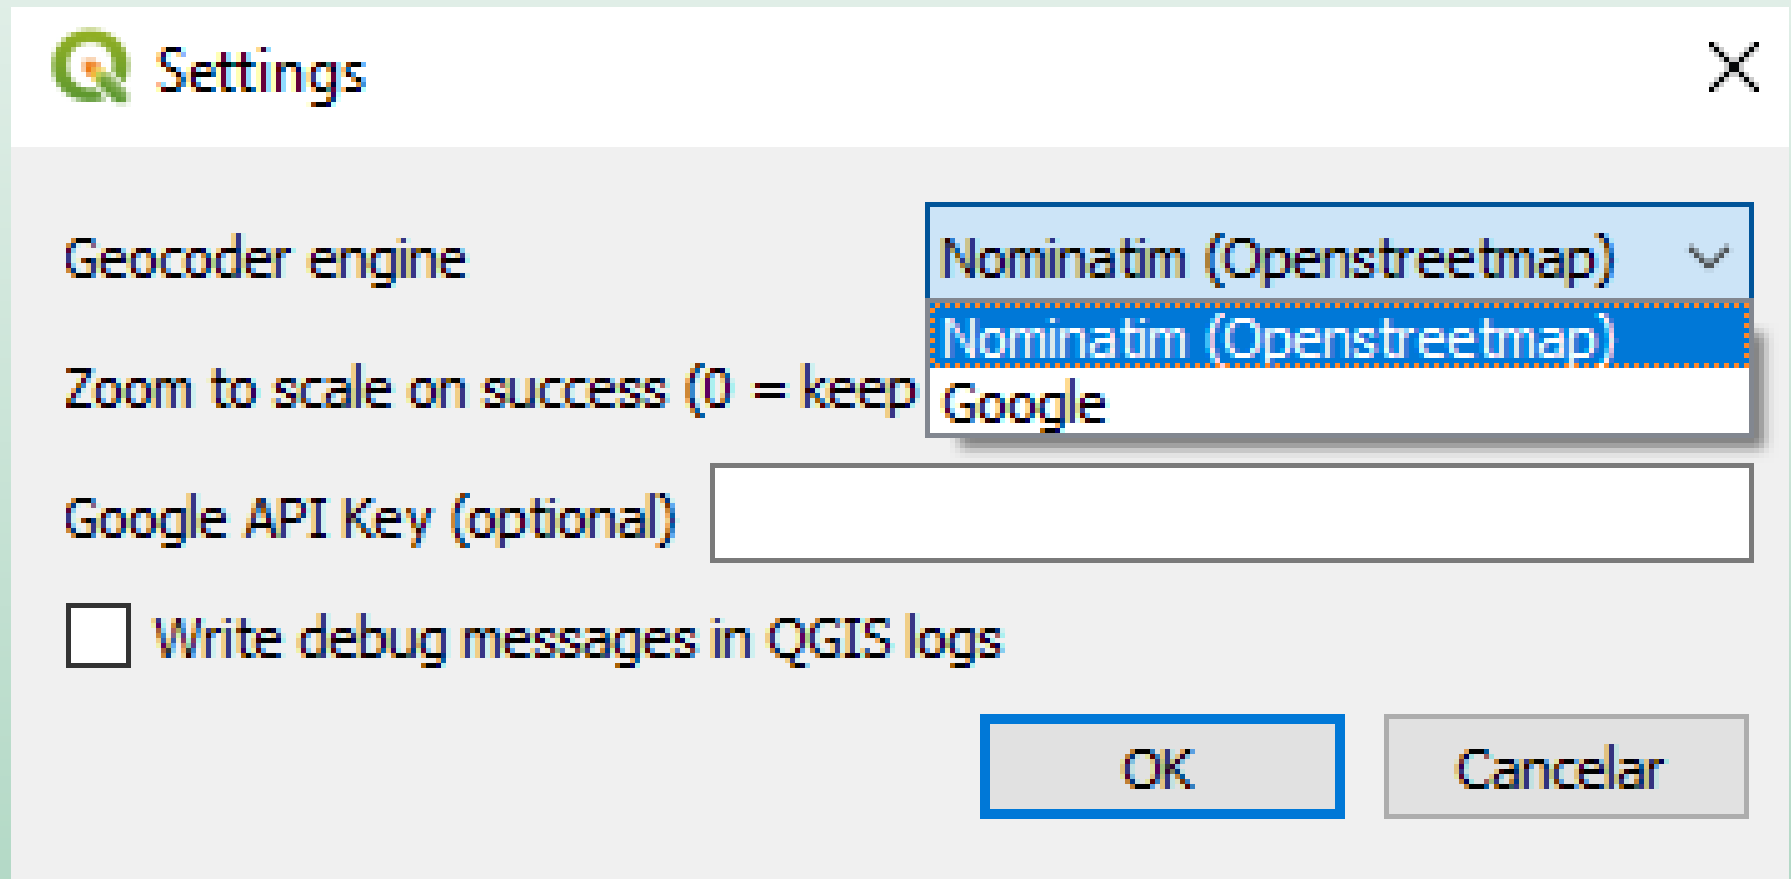 Settings
Geocoder engine
Nominatim (Openstreetmap)
Nominatim (Openstreetmap)
Zoom to scale on success (0 = keep
Google
Google API Key (optional)
Write debug messages in QGIS logs
OK
Cancelar